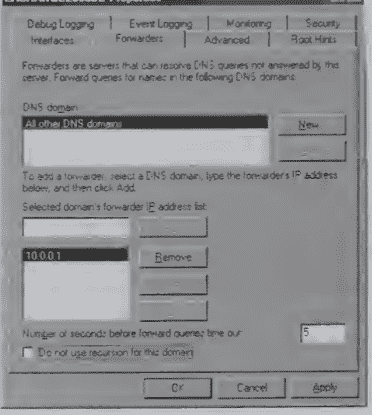 Debug Logging Event Logging Monitoring Security
Interfaces Forwarders Advanced Root Hints
Forwarders are servers that can resolve DNS queries not answered by this
server. Forward queries for names in the following DNS domains.
DNS domain:
All other DNS domains
New
To add a forwarder, select a DNS domain, type the forwarder's IP address
below, and then click Add.
Selected domain's forwarder IP address list:
10.0.0.1
Remove
Number of seconds before forward queries time out:
5
Do not use recursion for this domain
OK Cancel Apply